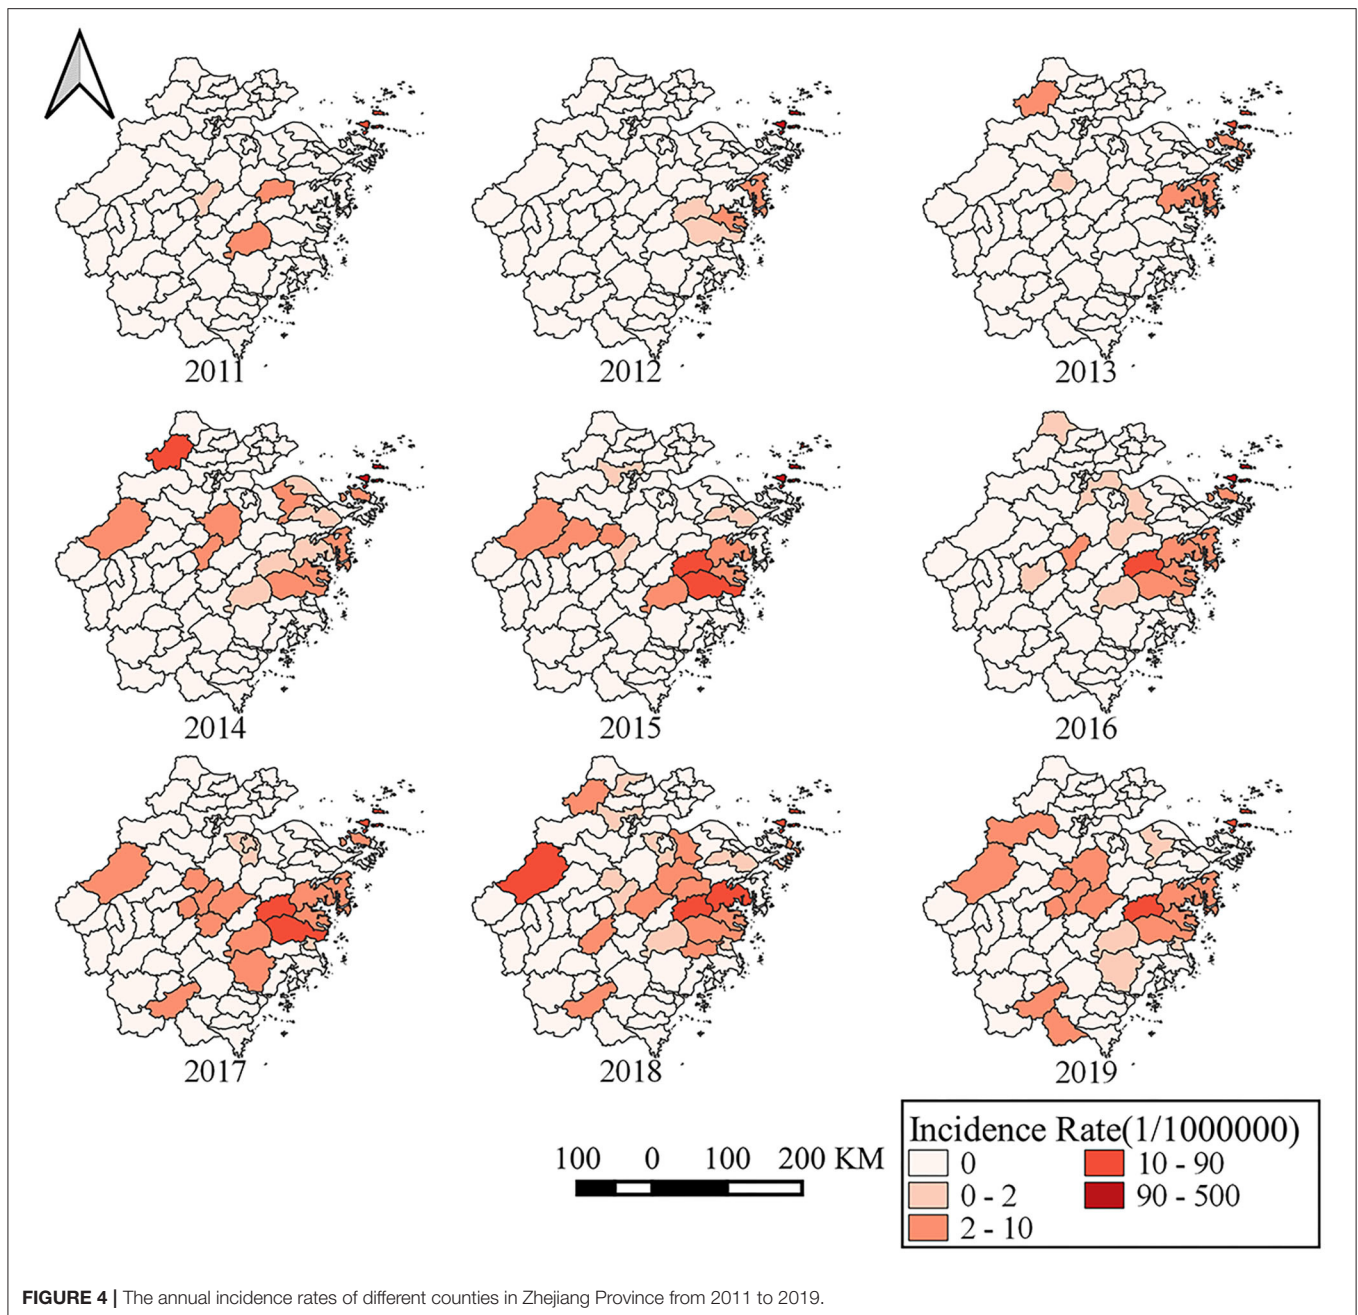 2011
2012
2013
2014
2015
2016
2017
2018
2019
100 0 100 200 KM
Incidence Rate(1/1000000)
0
10 - 90
0 - 2
90 - 500
2 - 10
FIGURE 4 | The annual incidence rates of different counties in Zhejiang Province from 2011 to 2019.